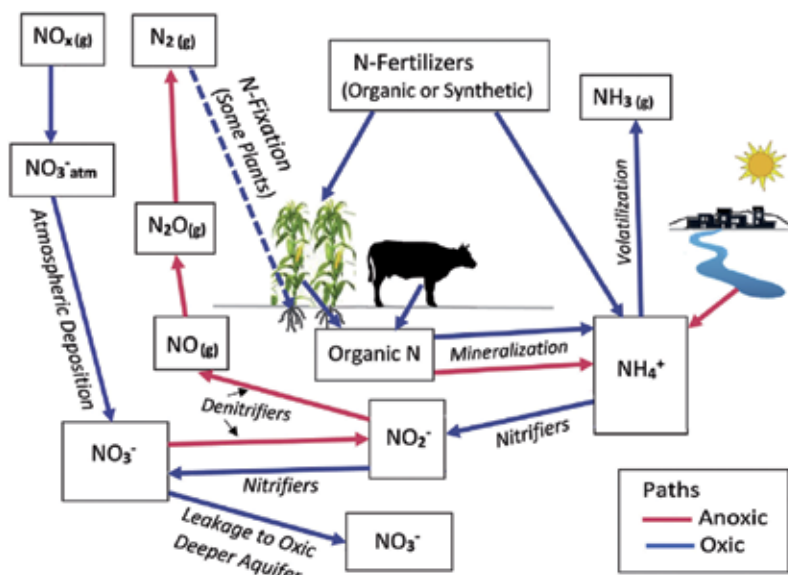 NOx(g)
N2 (g)
N-Fertilizers
(Organic or Synthetic)
NH3 (g)
N-Fixation
(Some Plants)
NO3-atm
Volatilization
N2O(g)
Atmospheric Deposition
NO(g)
Organic N
Mineralization
NH4+
Denitrifiers
NO2-
Nitrifiers
NO3-
Nitrifiers
Leakage to Oxic
Deeper Aquifer
NO3-
Paths
Anoxic
Oxic